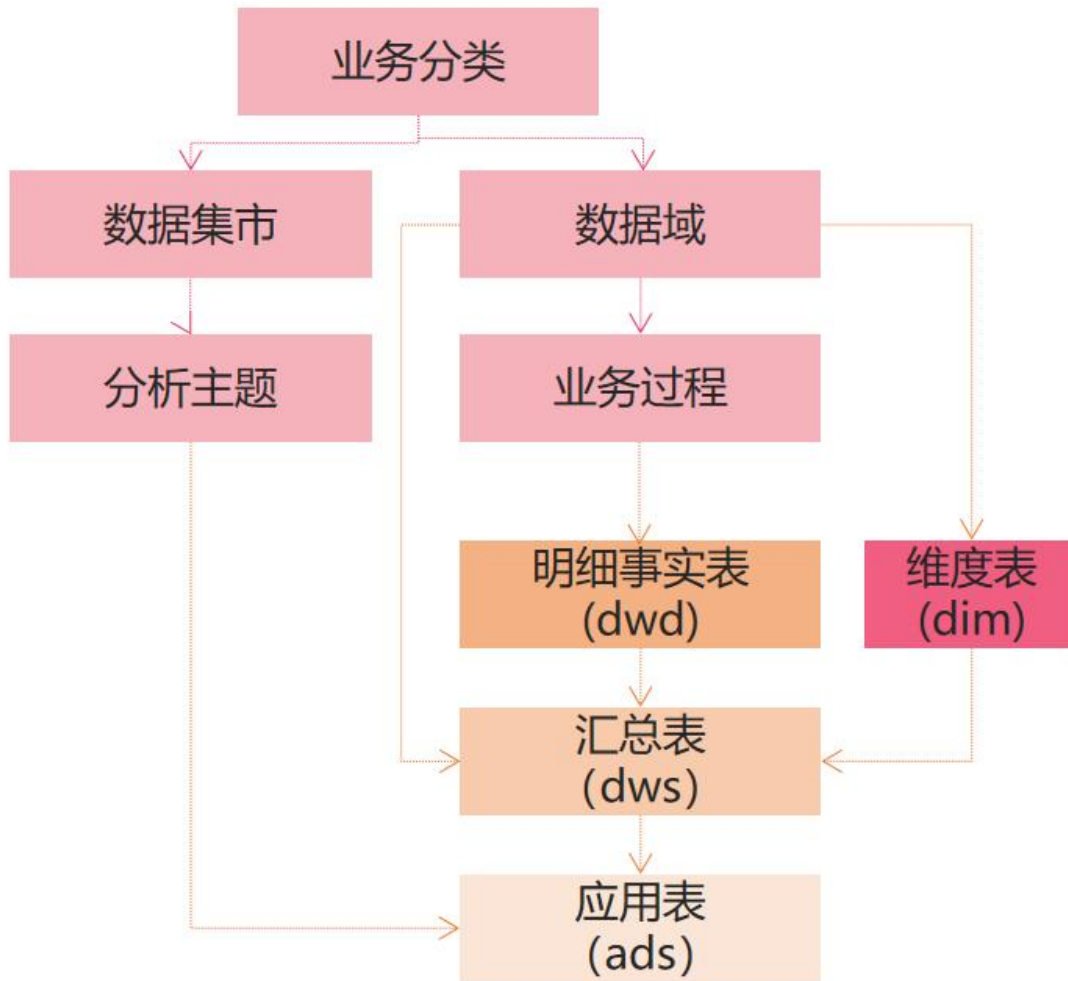 业务分类
数据集市
数据域
分析主题
业务过程
明细事实表
(dwd)
维度表
(dim)
汇总表
(dws)
应用表
(ads)